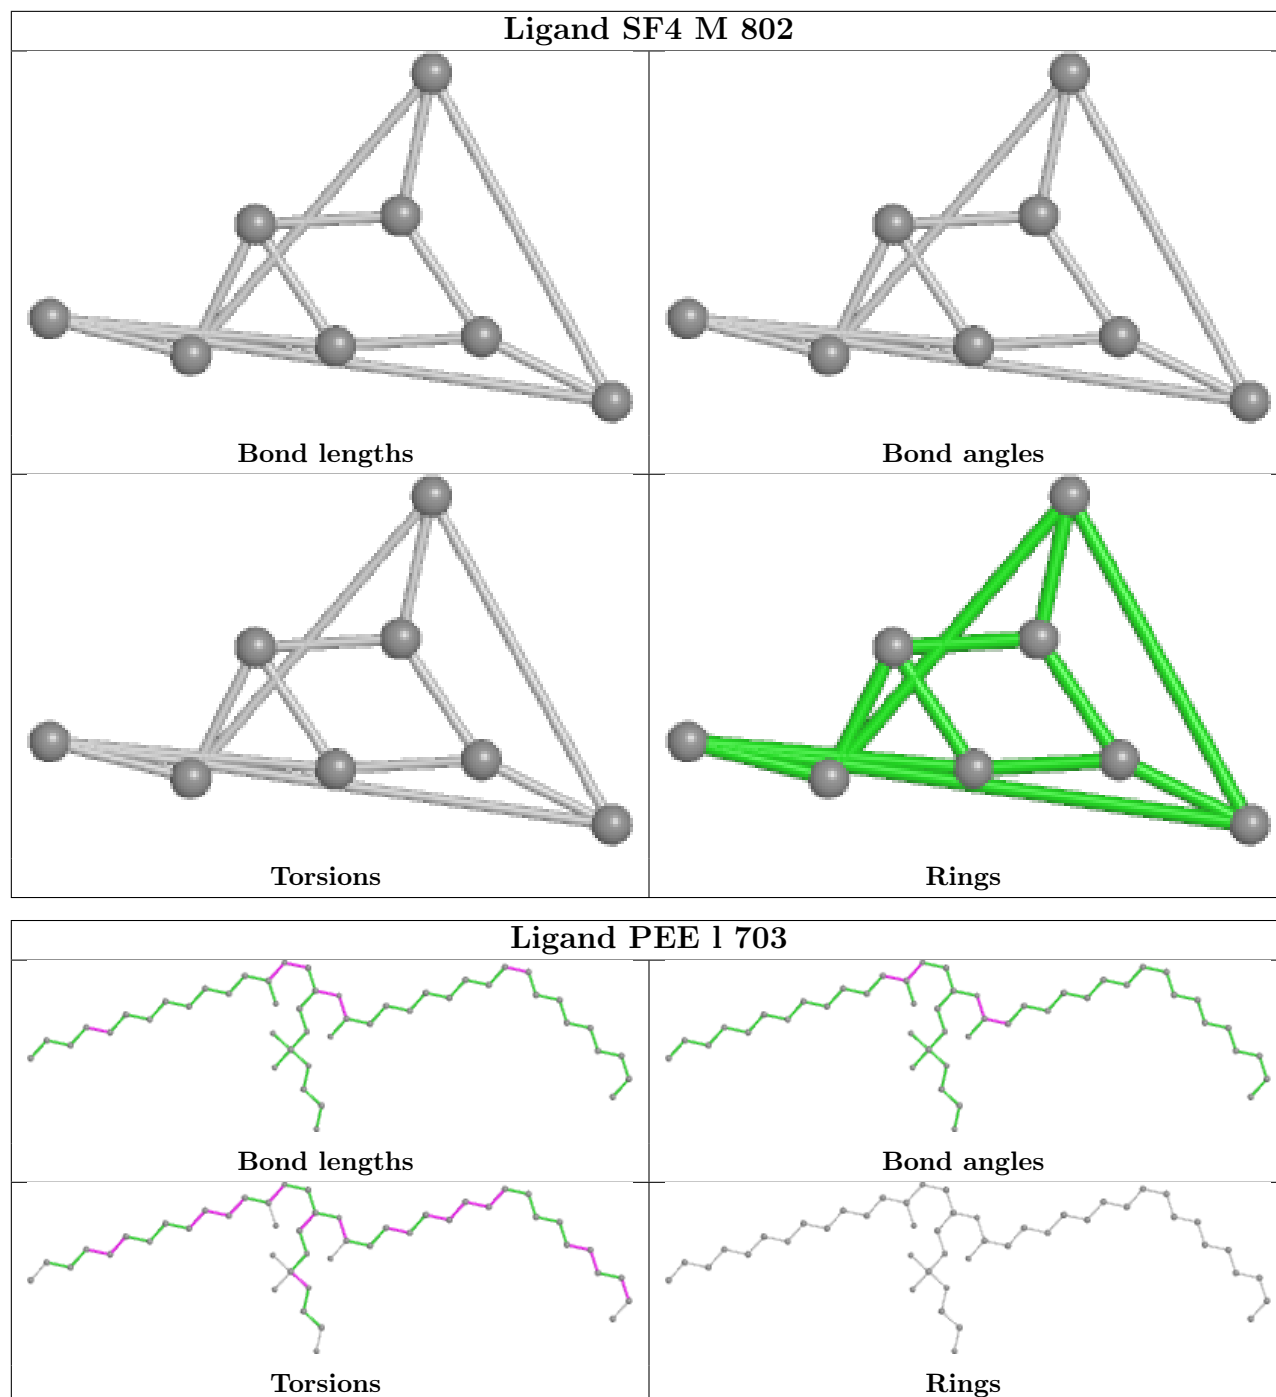 Ligand SF4 M 802
Bond lengths
Bond angles
Torsions
Rings
Ligand PEE l 703
Bond lengths
Bond angles
Torsions
Rings